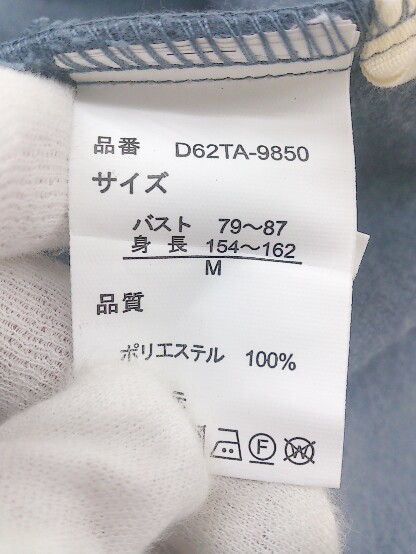 品番 D62TA-9850
サイズ
バスト 79～87
身長 154～162
M
品質
ポリエステル 100%
示
F W